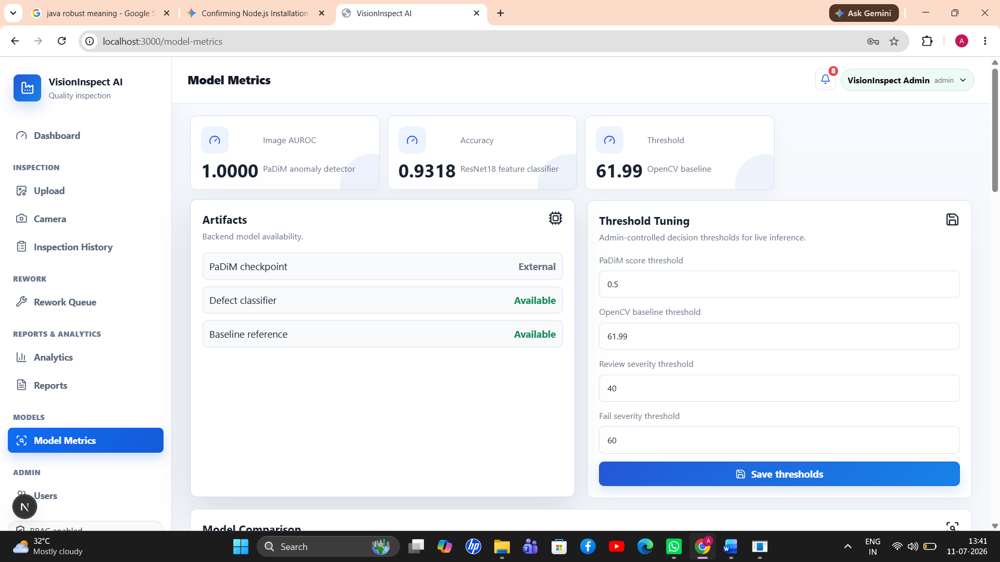 java robust meaning - Google S
Confirming Node.js Installation
VisionInspect AI
Ask Gemini
localhost:3000/model-metrics
A
VisionInspect AI
Quality inspection
Dashboard
INSPECTION
Upload
Camera
Inspection History
REWORK
Rework Queue
REPORTS & ANALYTICS
Analytics
Reports
MODELS
Model Metrics
ADMIN
Users
N
RBAC enabled
Model Metrics
8
VisionInspect Admin admin
Image AUROC
1.0000 PaDiM anomaly detector
Accuracy
0.9318 ResNet18 feature classifier
Threshold
61.99 OpenCV baseline
Artifacts
Backend model availability.
PaDiM checkpoint External
Defect classifier Available
Baseline reference Available
Threshold Tuning
Admin-controlled decision thresholds for live inference.
PaDiM score threshold
0.5
OpenCV baseline threshold
61.99
Review severity threshold
40
Fail severity threshold
60
Save thresholds
Model Comparison
32°C
Mostly cloudy
Search
hp
A
ENG
IN
13:41
11-07-2026